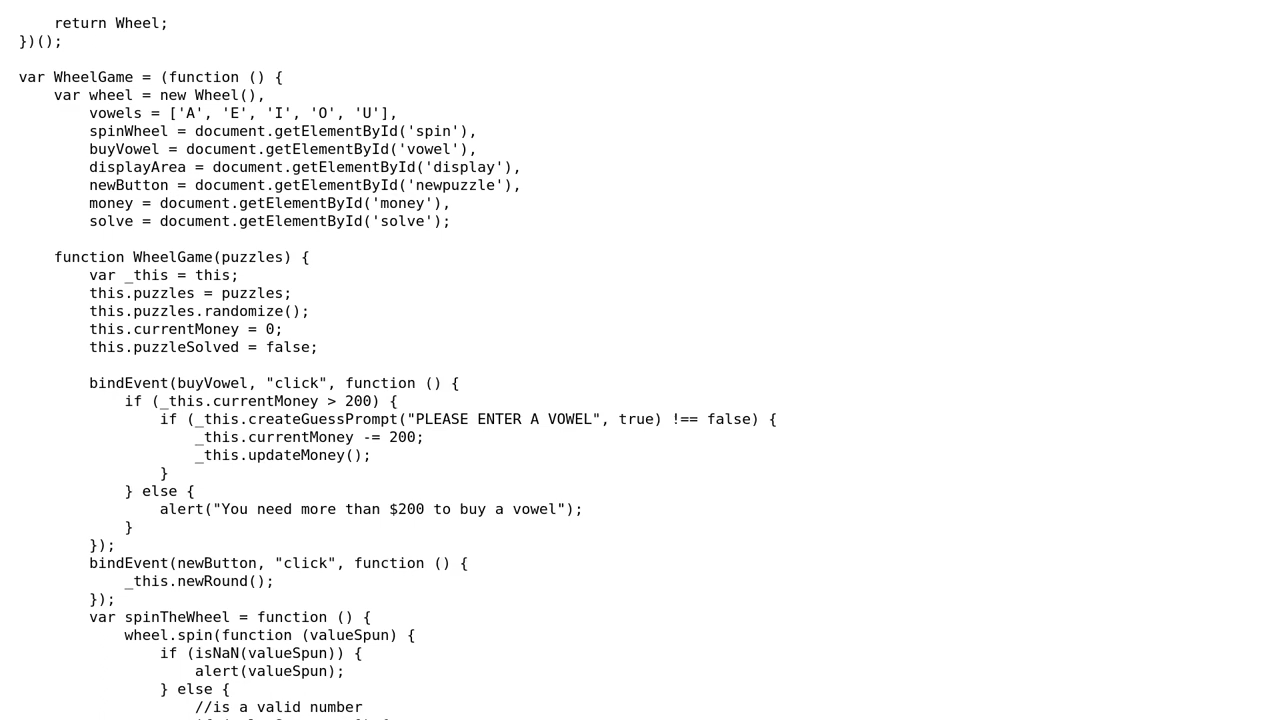 return Wheel;
})();

var WheelGame = (function () {
    var wheel = new Wheel(),
        vowels = ['A', 'E', 'I', 'O', 'U'],
        spinWheel = document.getElementById('spin'),
        buyVowel = document.getElementById('vowel'),
        displayArea = document.getElementById('display'),
        newButton = document.getElementById('newpuzzle'),
        money = document.getElementById('money'),
        solve = document.getElementById('solve');

    function WheelGame(puzzles) {
        var _this = this;
        this.puzzles = puzzles;
        this.puzzles.randomize();
        this.currentMoney = 0;
        this.puzzleSolved = false;

        bindEvent(buyVowel, "click", function () {
            if (_this.currentMoney > 200) {
                if (_this.createGuessPrompt("PLEASE ENTER A VOWEL", true) !== false) {
                    _this.currentMoney -= 200;
                    _this.updateMoney();
                }
            } else {
                alert("You need more than $200 to buy a vowel");
            }
        });
        bindEvent(newButton, "click", function () {
            _this.newRound();
        });
        var spinTheWheel = function () {
            wheel.spin(function (valueSpun) {
                if (isNaN(valueSpun)) {
                    alert(valueSpun);
                } else {
                    //is a valid number